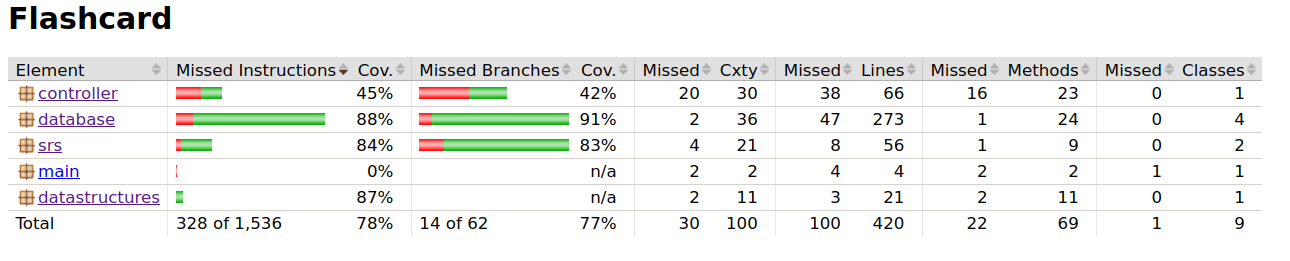 Flashcard
Element Missed Instructions Cov. Missed Branches Cov. Missed Cxty Missed Lines Missed Methods Missed Classes
controller 45% 42% 20 30 38 66 16 23 0 1
database 88% 91% 2 36 47 273 1 24 0 4
srs 84% 83% 4 21 8 56 1 9 0 2
main 0% n/a 2 2 4 4 2 2 1 1
datastructures 87% n/a 2 11 3 21 2 11 0 1
Total 328 of 1,536 78% 14 of 62 77% 30 100 100 420 22 69 1 9